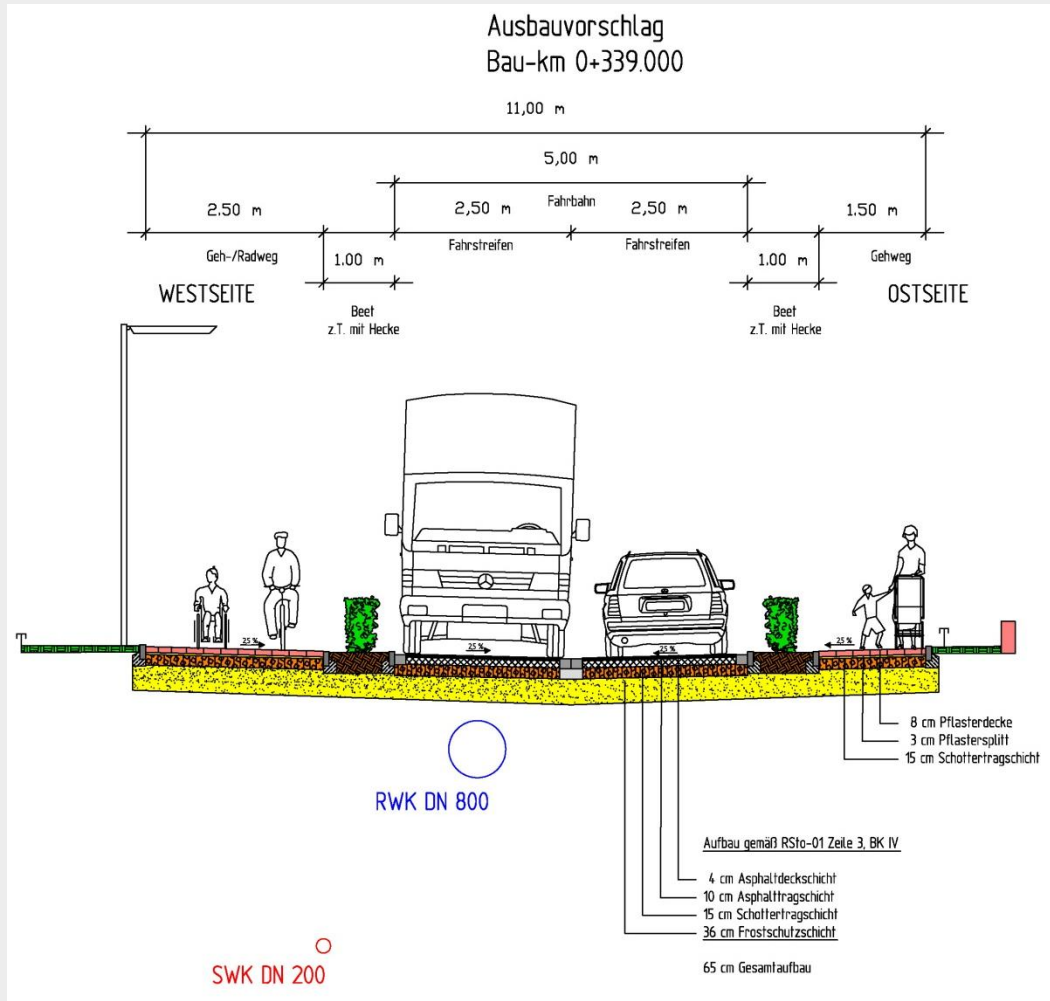 Ausbauvorschlag
Bau-km 0+339.000
11,00 m
5,00 m
Fahrbahn
2.50 m
2,50 m
2,50 m
1.50 m
Geh-/Radweg
1.00 m
Fahrstreifen
Fahrstreifen
1.00 m
Gehweg
WESTSEITE
OSTSEITE
Beet
z.T. mit Hecke
Beet
z.T. mit Hecke
2.5 %
2.5 %
2.5 %
2.5 %
8 cm Pflasterdecke
3 cm Pflastersplitt
15 cm Schottertragschicht
RWK DN 800
Aufbau gemäß RSto-01 Zeile 3, BK IV
4 cm Asphaltdeckschicht
10 cm Asphalttragschicht
15 cm Schottertragschicht
36 cm Frostschutzschicht
65 cm Gesamtaufbau
SWK DN 200